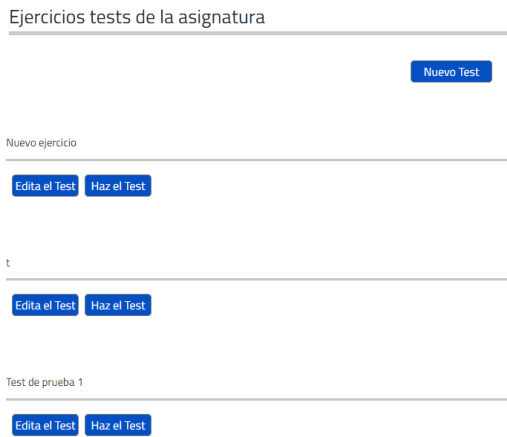 Ejercicios tests de la asignatura
Nuevo Test
Nuevo ejercicio
Edita el Test Haz el Test
t
Edita el Test Haz el Test
Test de prueba 1
Edita el Test Haz el Test